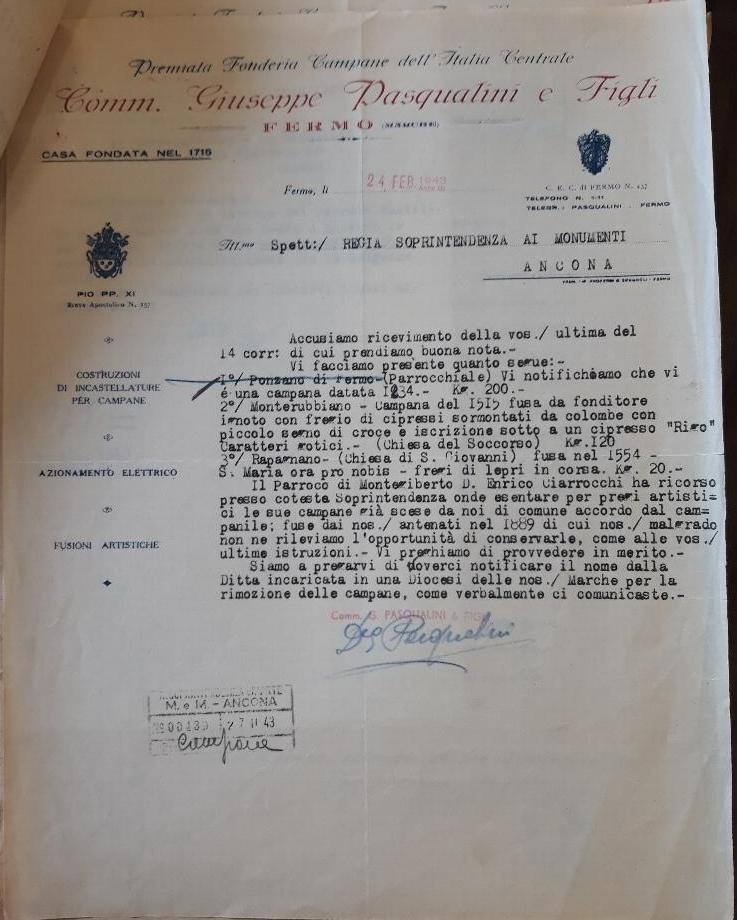 Premiata Fonderia Campane dell'Italia Centrale
Comm. Giuseppe Pasqualini e Figli
FERMO (MARCHE)
CASA FONDATA NEL 1716
Fermo, li 24 FEB. 1943
C. E. C. di FERMO N. 457
TELEFONO N. 1-11
TELEGR.: PASQUALINI - FERMO
Ill.mo Spett:/ REGIA SOPRINTENDENZA AI MONUMENTI
ANCONA
PIO PP. XI
Breve Apostolico N. 257
COSTRUZIONI
DI INCASTELLATURE
PER CAMPANE
AZIONAMENTO ELETTRICO
FUSIONI ARTISTICHE
Accusiamo ricevimento della vos./ ultima del
14 corr: di cui prendiamo buona nota.-
Vi facciamo presente quanto segue:-
1°/ Ponzano di Fermo-(Parrocchiale) Vi notifichiamo che vi
é una campana datata 1234.- Kg. 200.-
2°/ Monterubbiano - Campana del 1515 fusa da fonditore
ignoto con fregio di cipressi sormontati da colombe con
piccolo segno di croce e iscrizione sotto a un cipresso "Rigo"
Caratteri gotici.- (Chiesa del Soccorso) Kg.120
3°/ Rapagnano- (Chiesa di S. Giovanni) fusa nel 1554 -
S. Maria ora pro nobis - fregi di lepri in corsa. Kg. 20.-
Il Parroco di Montegiberto D. Enrico Ciarrocchi ha ricorso
presso cotesta Soprintendenza onde esentare per pregi artisti=
ci le sue campane già scese da noi di comune accordo dal cam=
panile; fuse dai nos./ antenati nel 1889 di cui nos./ malgrado
non ne rileviamo l'opportunità di conservarle, come alle vos./
ultime istruzioni.- Vi preghiamo di provvedere in merito.-
Siamo a pregarvi di doverci notificare il nome dalla
Ditta incaricata in una Diocesi delle nos./ Marche per la
rimozione delle campane, come verbalmente ci comunicaste.-
Comm. G. PASQUALINI & FIGLI
Pasqualini
M. e M. - ANCONA
27 II 43
Campane